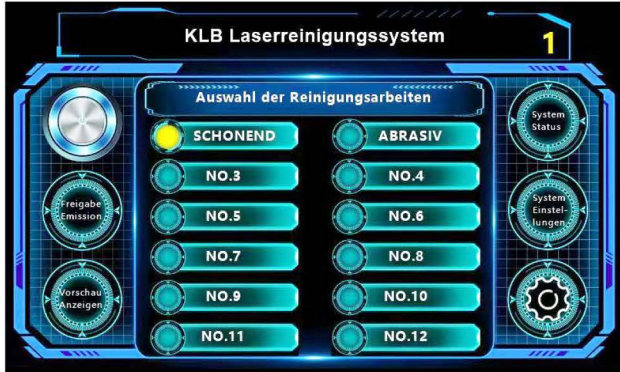 KLB Laserreinigungssystem
1
Auswahl der Reinigungsarbeiten
SCHONEND
ABRASIV
NO.3
NO.4
NO.5
NO.6
NO.7
NO.8
NO.9
NO.10
NO.11
NO.12
Freigabe
Emission
Vorschau
Anzeigen
System
Status
System
Einstel-
lungen